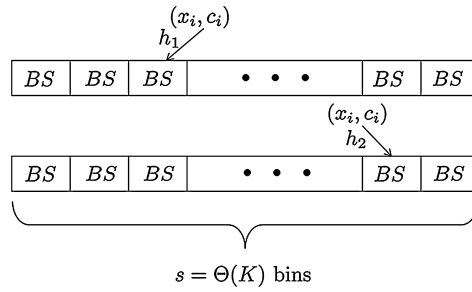 (x_i, c_i)
h_1
BS BS BS • • • BS BS
(x_i, c_i)
h_2
BS BS BS • • • BS BS
s = Θ(K) bins